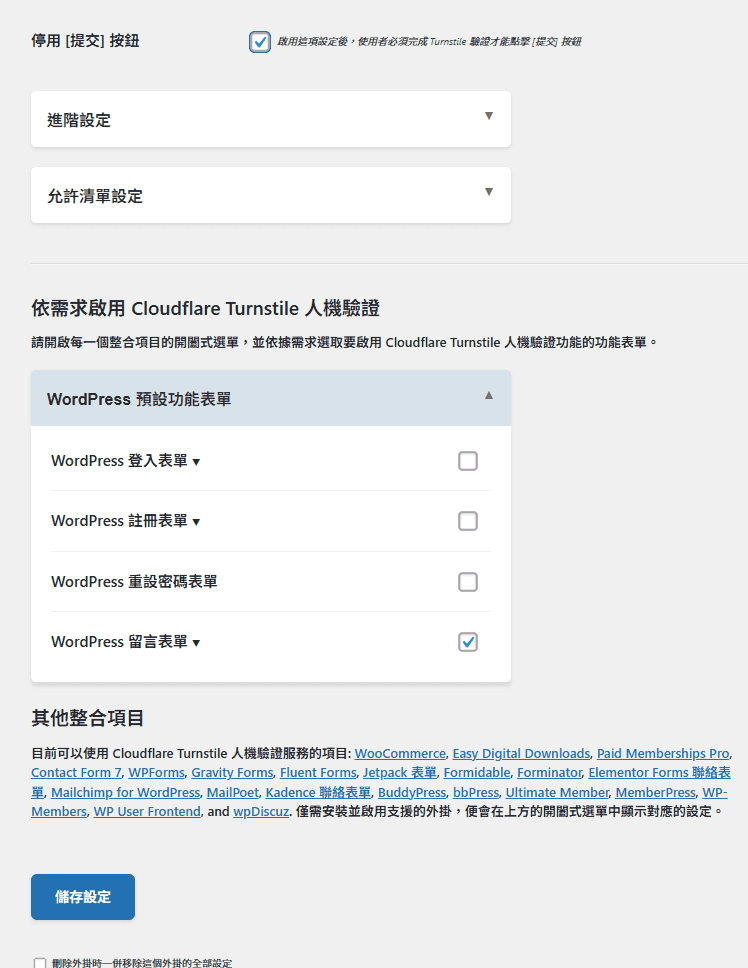 停用 [提交] 按鈕
啟用這項設定後，使用者必須完成 Turnstile 驗證才能點擊 [提交] 按鈕
進階設定 ▼
允許清單設定 ▼
依需求啟用 Cloudflare Turnstile 人機驗證
請開啟每一個整合項目的開闔式選單，並依據需求選取要啟用 Cloudflare Turnstile 人機驗證功能的功能表單。
WordPress 預設功能表單 ▲
WordPress 登入表單 ▼
WordPress 註冊表單 ▼
WordPress 重設密碼表單
WordPress 留言表單 ▼
其他整合項目
目前可以使用 Cloudflare Turnstile 人機驗證服務的項目: WooCommerce, Easy Digital Downloads, Paid Memberships Pro,
Contact Form 7, WPForms, Gravity Forms, Fluent Forms, Jetpack 表單, Formidable, Forminator, Elementor Forms 聯絡表
單, Mailchimp for WordPress, MailPoet, Kadence 聯絡表單, BuddyPress, bbPress, Ultimate Member, MemberPress, WP-
Members, WP User Frontend, and wpDiscuz. 僅需安裝並啟用支援的外掛，便會在上方的開闔式選單中顯示對應的設定。
儲存設定
刪除外掛時一併移除這個外掛的全部設定